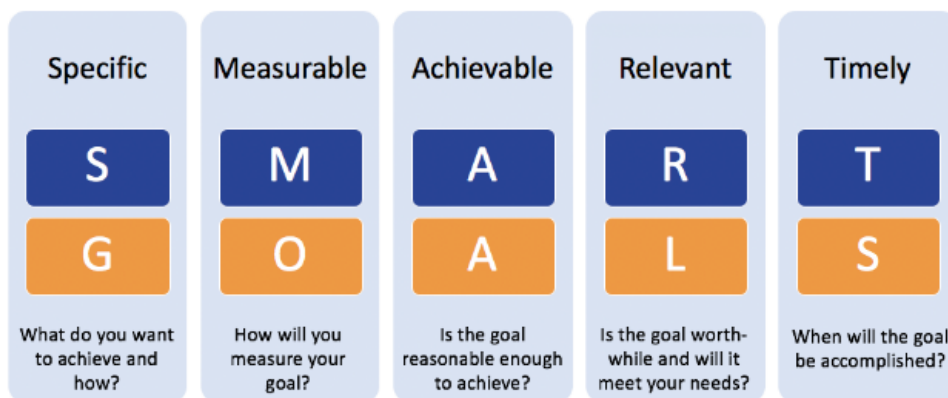 Specific
Measurable
Achievable
Relevant
Timely
S
M
A
R
T
G
O
A
L
S
What do you want
to achieve and
how?
How will you
measure your
goal?
Is the goal
reasonable enough
to achieve?
Is the goal worth-
while and will it
meet your needs?
When will the goal
be accomplished?